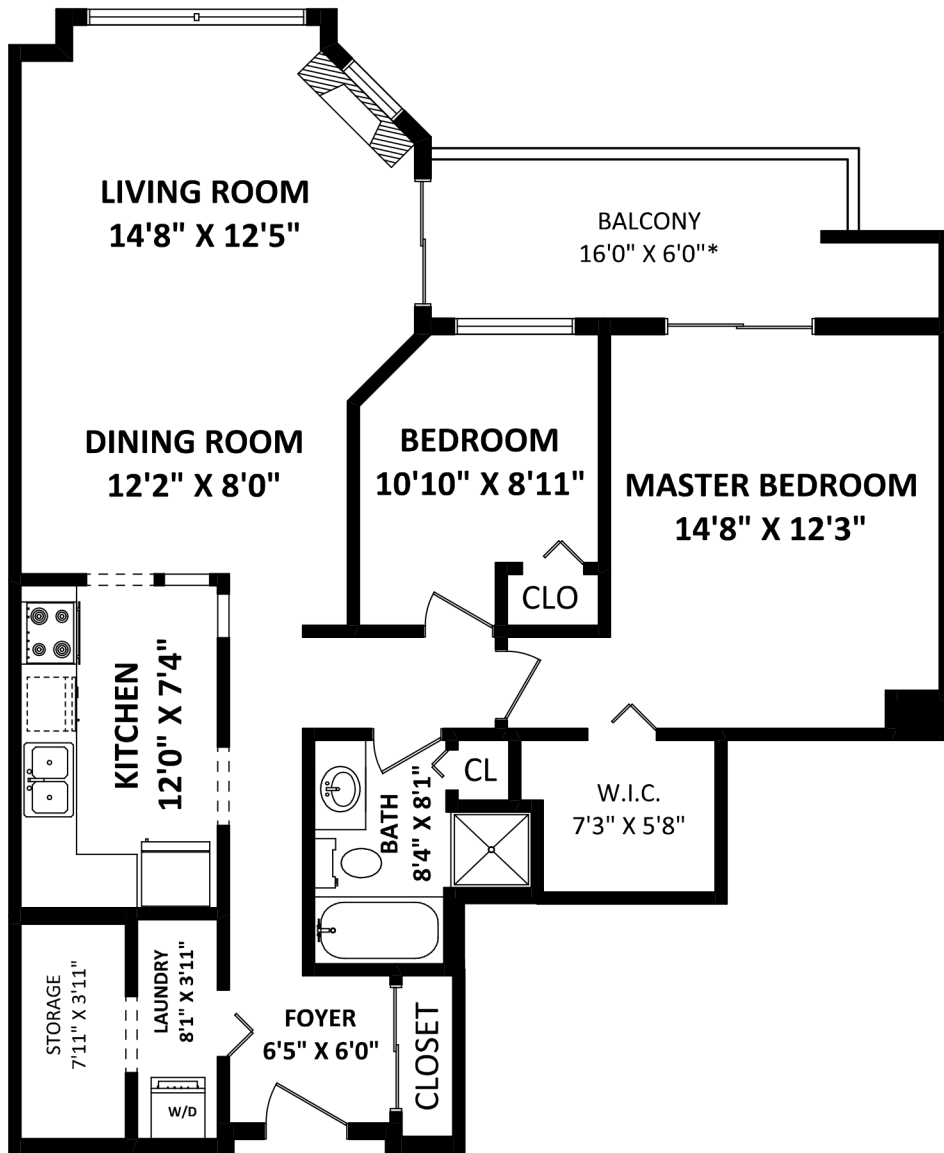 LIVING ROOM
14'8" X 12'5"
BALCONY
16'0" X 6'0"*
DINING ROOM
12'2" X 8'0"
BEDROOM
10'10" X 8'11"
MASTER BEDROOM
14'8" X 12'3"
CLO
KITCHEN
12'0" X 7'4"
CL
BATH
8'4" X 8'1"
W.I.C.
7'3" X 5'8"
STORAGE
7'11" X 3'11"
LAUNDRY
8'1" X 3'11"
W/D
FOYER
6'5" X 6'0"
CLOSET